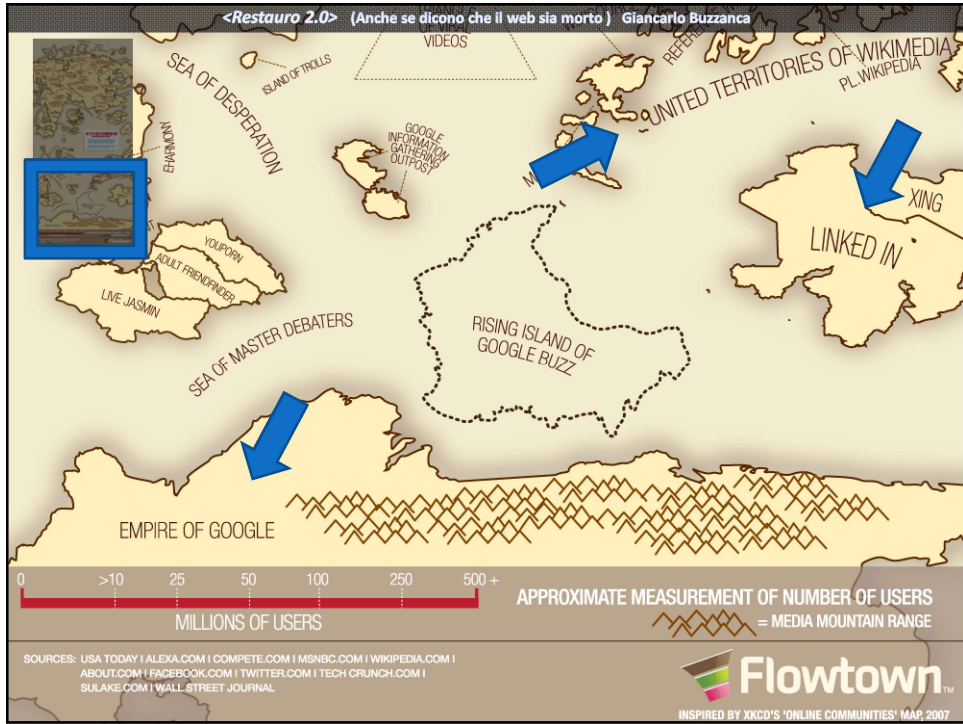 <Restauro 2.0> (Anche se dicono che il web sia morto ) Giancarlo Buzzanca
OF VIRAL
VIDEOS
SEA OF DESPERATION
ISLAND OF TROLLS
UNITED TERRITORIES OF WIKIMEDIA
PL.WIKIPEDIA
EHARMONY
GOOGLE
INFORMATION
GATHERING
OUTPOST
XING
LINKED IN
YOUPORN
ADULT FRIENDFINDER
LIVE JASMIN
SEA OF MASTER DEBATERS
RISING ISLAND OF
GOOGLE BUZZ
EMPIRE OF GOOGLE
0 >10 25 50 100 250 500 +
MILLIONS OF USERS
APPROXIMATE MEASUREMENT OF NUMBER OF USERS
= MEDIA MOUNTAIN RANGE
SOURCES: USA TODAY I ALEXA.COM I COMPETE.COM I MSNBC.COM I WIKIPEDIA.COM I
ABOUT.COM I FACEBOOK.COM I TWITTER.COM I TECH CRUNCH.COM I
SULAKE.COM I WALL STREET JOURNAL
Flowtown™
INSPIRED BY XKCD'S 'ONLINE COMMUNITIES' MAP, 2007